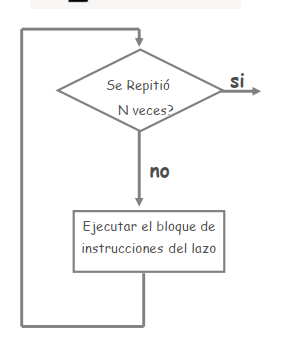 Se Repitió
N veces?
si
no
Ejecutar el bloque de
instrucciones del lazo